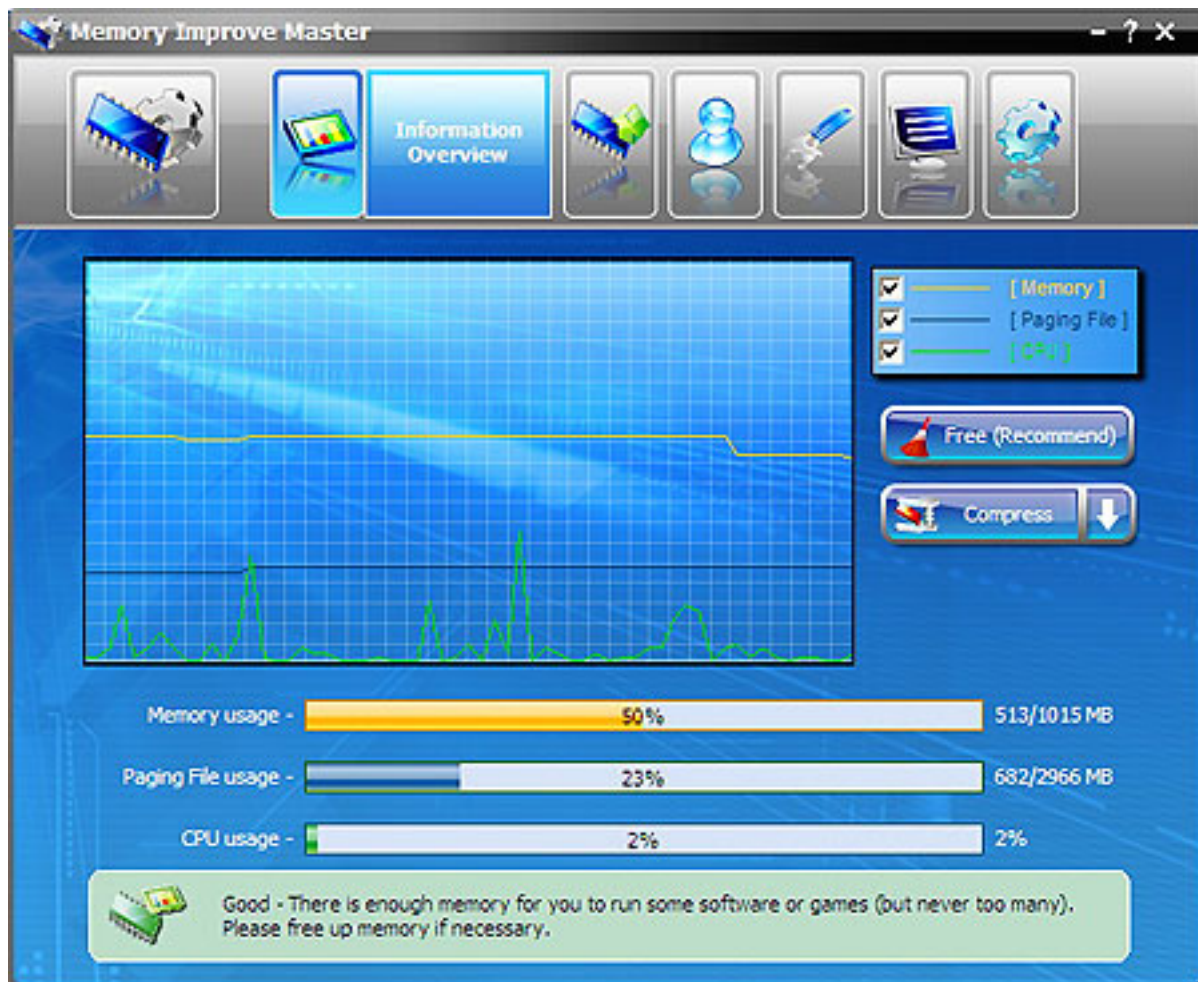 Memory Improve Master
Information
Overview
[ Memory ]
[ Paging File ]
[ CPU ]
Free (Recommend)
Compress
Memory usage - 50% 513/1015 MB
Paging File usage - 23% 682/2966 MB
CPU usage - 2% 2%
Good - There is enough memory for you to run some software or games (but never too many).
Please free up memory if necessary.